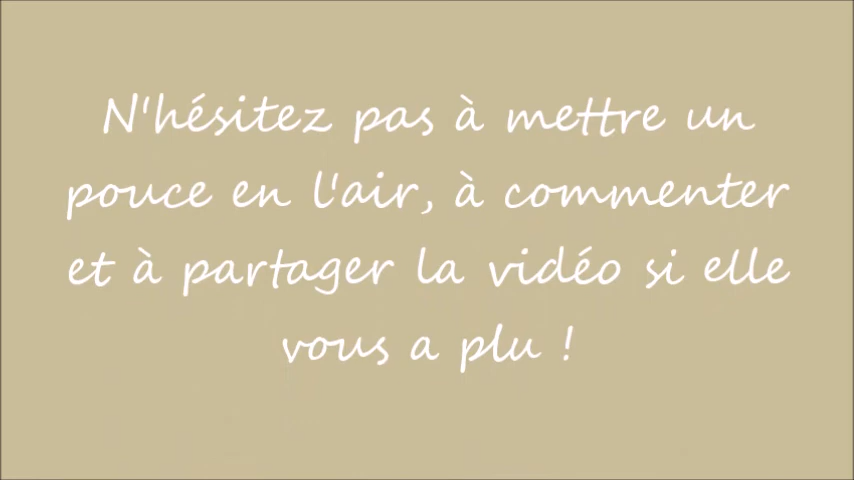 N'hésitez pas à mettre un
pouce en l'air, à commenter
et à partager la vidéo si elle
vous a plu !